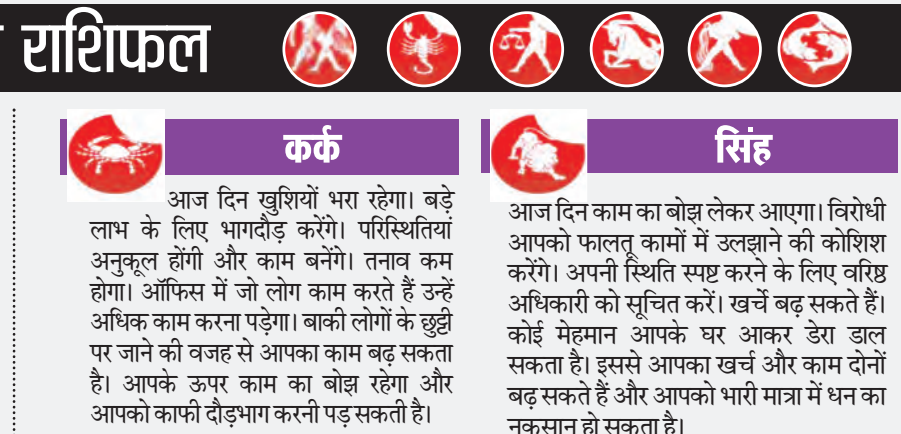 राशिफल
कर्क
आज दिन खुशियों भरा रहेगा। बड़े
लाभ के लिए भागदौड़ करेंगे। परिस्थितियां
अनुकूल होंगी और काम बनेंगे। तनाव कम
होगा। ऑफिस में जो लोग काम करते हैं उन्हें
अधिक काम करना पड़ेगा। बाकी लोगों के छुट्टी
पर जाने की वजह से आपका काम बढ़ सकता
है। आपके ऊपर काम का बोझ रहेगा और
आपको काफी दौड़भाग करनी पड़ सकती है।
सिंह
आज दिन काम का बोझ लेकर आएगा। विरोधी
आपको फालतू कामों में उलझाने की कोशिश
करेंगे। अपनी स्थिति स्पष्ट करने के लिए वरिष्ठ
अधिकारी को सूचित करें। खर्चे बढ़ सकते हैं।
कोई मेहमान आपके घर आकर डेरा डाल
सकता है। इससे आपका खर्च और काम दोनों
बढ़ सकते हैं और आपको भारी मात्रा में धन का
नुकसान हो सकता है।